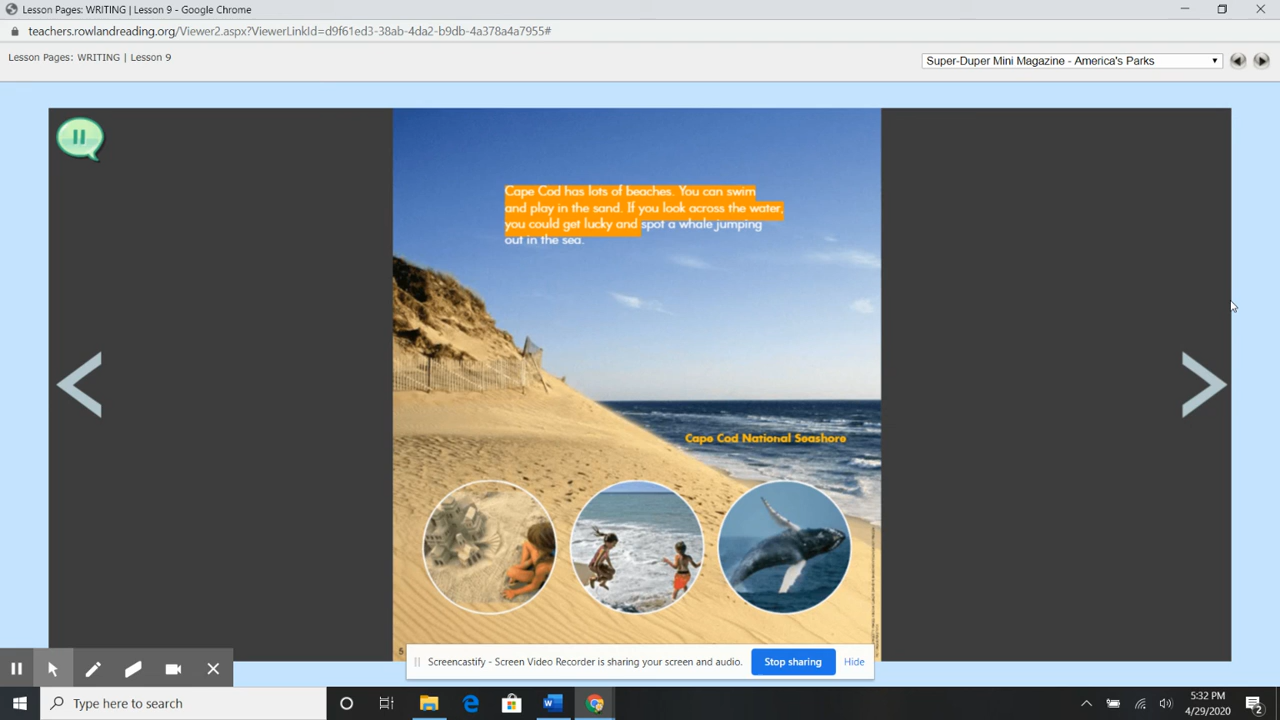 Lesson Pages: WRITING | Lesson 9 - Google Chrome
teachers.rowlandreading.org/Viewer2.aspx?ViewerLinkId=d9f61ed3-38ab-4da2-b9db-4a378a4a7955#
Lesson Pages: WRITING | Lesson 9
Super-Duper Mini Magazine - America's Parks
Cape Cod has lots of beaches. You can swim
and play in the sand. If you look across the water,
you could get lucky and spot a whale jumping
out in the sea.
Cape Cod National Seashore
5
Screencastify - Screen Video Recorder is sharing your screen and audio.
Stop sharing
Hide
Type here to search
5:32 PM
4/29/2020
2